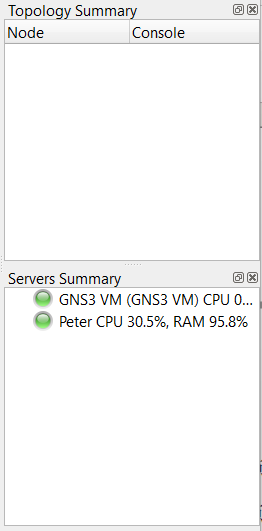 Topology Summary
Node Console
Servers Summary
GNS3 VM (GNS3 VM) CPU 0...
Peter CPU 30.5%, RAM 95.8%